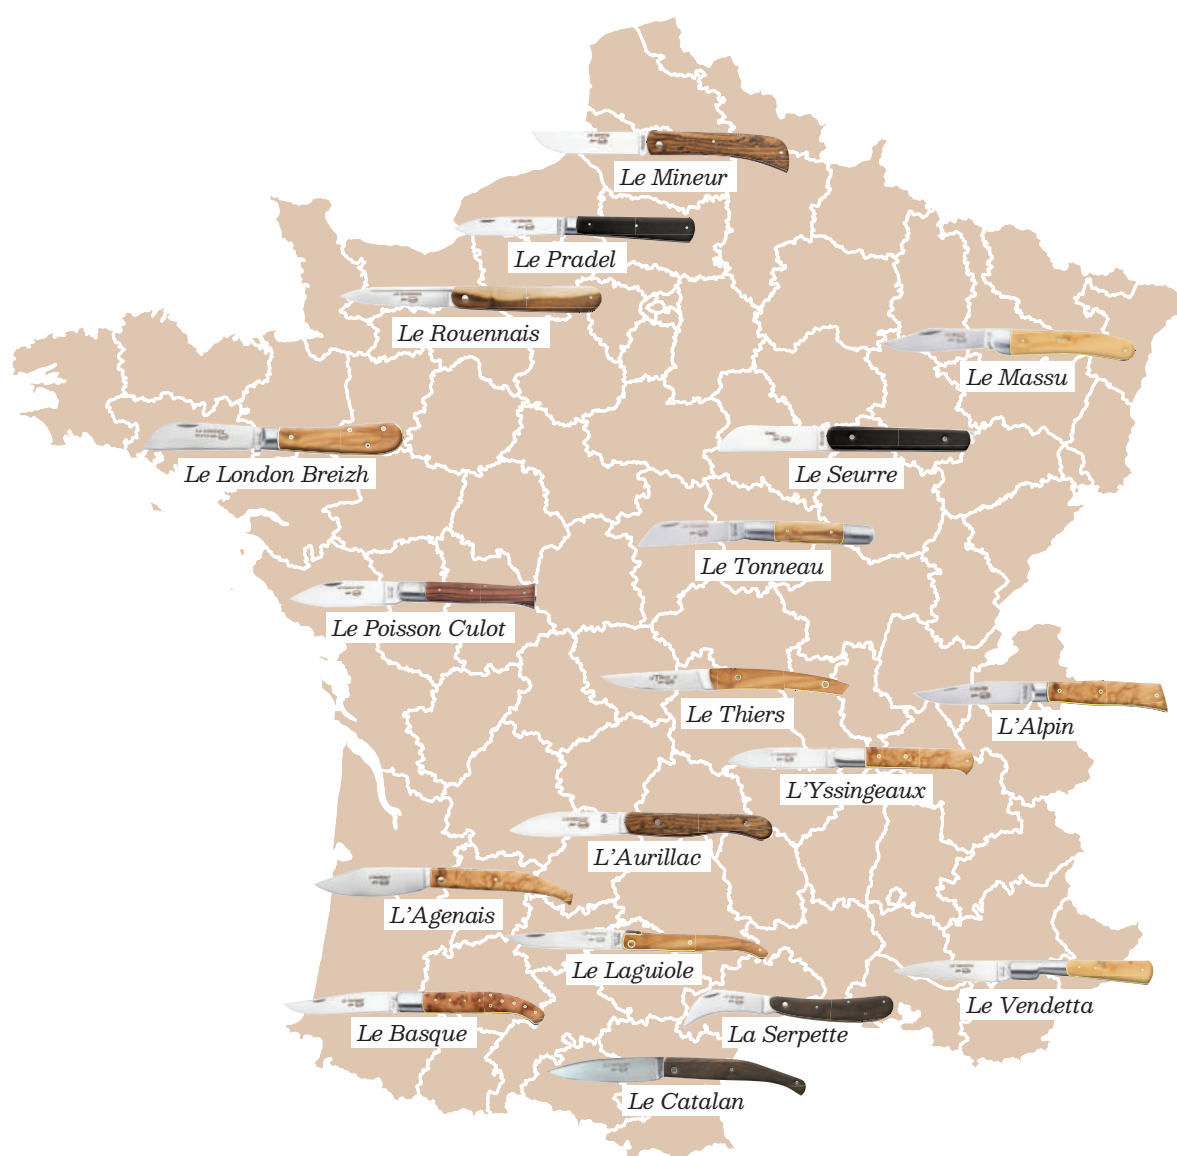 Le Mineur
Le Pradel
Le Rouennais
Le Massu
Le London Breizh
Le Seurre
Le Tonneau
Le Poisson Culot
Le Thiers
L'Alpin
L'Yssingeaux
L'Aurillac
L'Agenais
Le Laguiole
Le Vendetta
Le Basque
La Serpette
Le Catalan